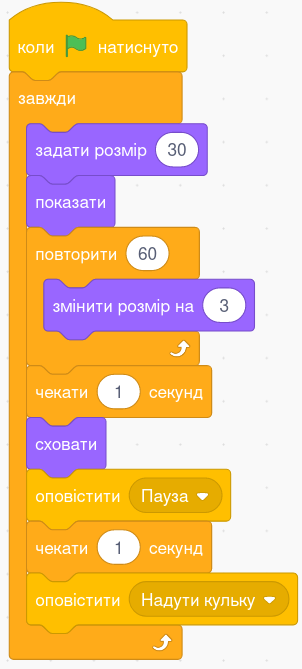 коли натиснуто
завжди
задати розмір 30
показати
повторити 60
змінити розмір на 3
чекати 1 секунд
сховати
оповістити Пауза
чекати 1 секунд
оповістити Надути кульку